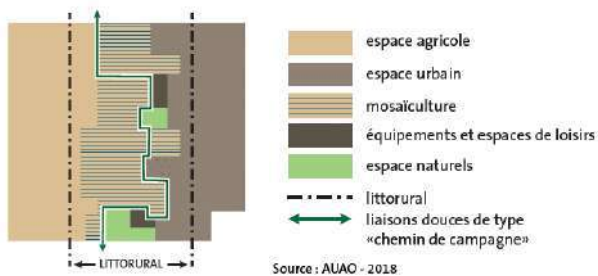 espace agricole
espace urbain
mosaïculture
équipements et espaces de loisirs
espace naturels
littorural
liaisons douces de type
«chemin de campagne»
LITTORURAL
Source : AUAO - 2018